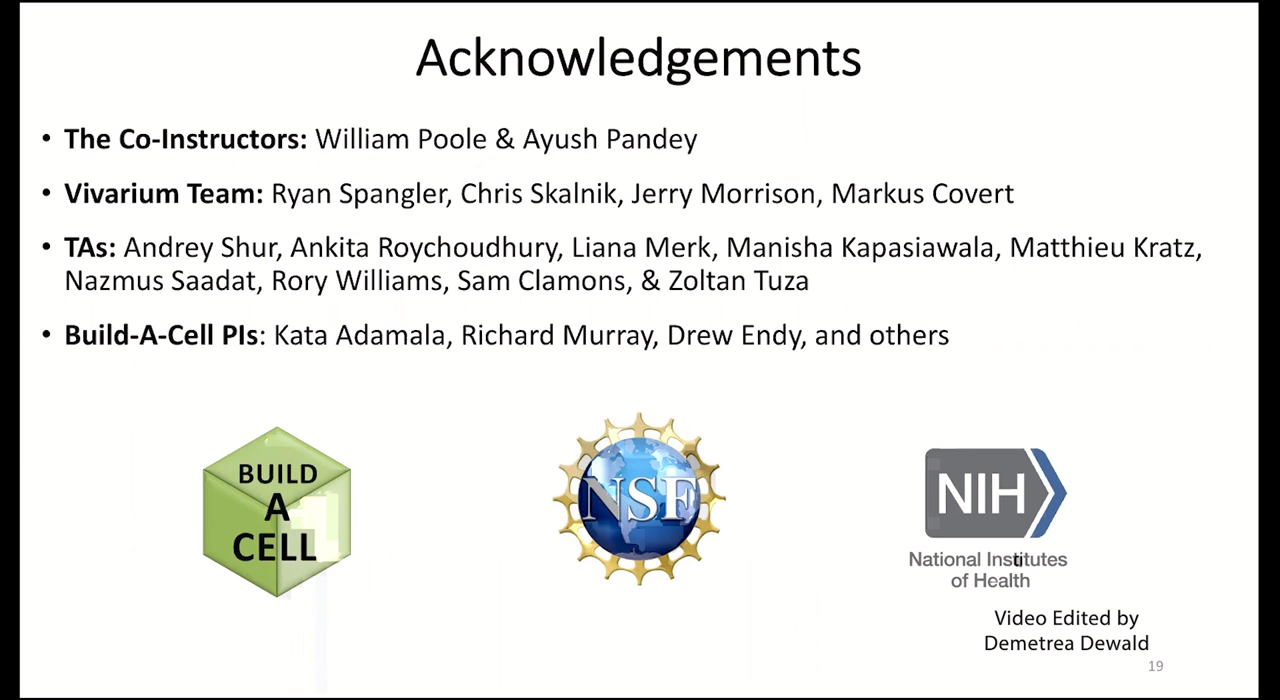 Acknowledgements
• The Co-Instructors: William Poole & Ayush Pandey
• Vivarium Team: Ryan Spangler, Chris Skalnik, Jerry Morrison, Markus Covert
• TAs: Andrey Shur, Ankita Roychoudhury, Liana Merk, Manisha Kapasiawala, Matthieu Kratz,
Nazmus Saadat, Rory Williams, Sam Clamons, & Zoltan Tuza
• Build-A-Cell PIs: Kata Adamala, Richard Murray, Drew Endy, and others
BUILD
A
CELL
NSF
NIH
National Institutes
of Health
Video Edited by
Demetrea Dewald
19